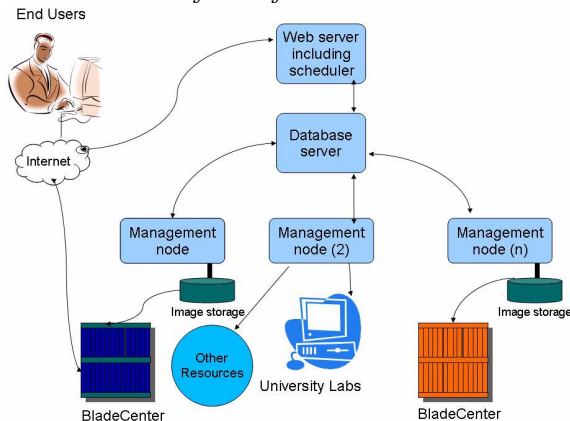 End Users
Web server
including
scheduler
Database
server
Internet
Management
node
Management
node (2)
Management
node (n)
Image storage
Image storage
Other
Resources
University Labs
BladeCenter
BladeCenter